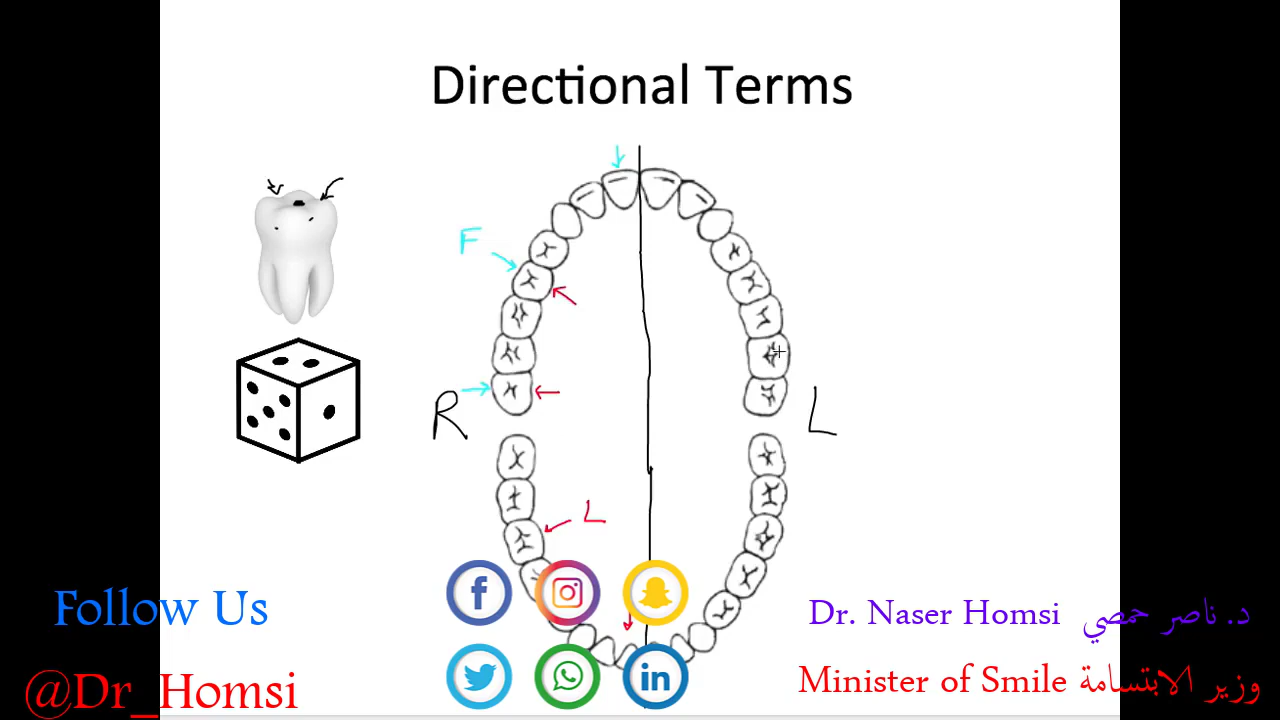 Directional Terms
F
R
L
L
Follow Us
@Dr_Homsi
Dr. Naser Homsi د. ناصر حمصي
Minister of Smile وزير الابتسامة